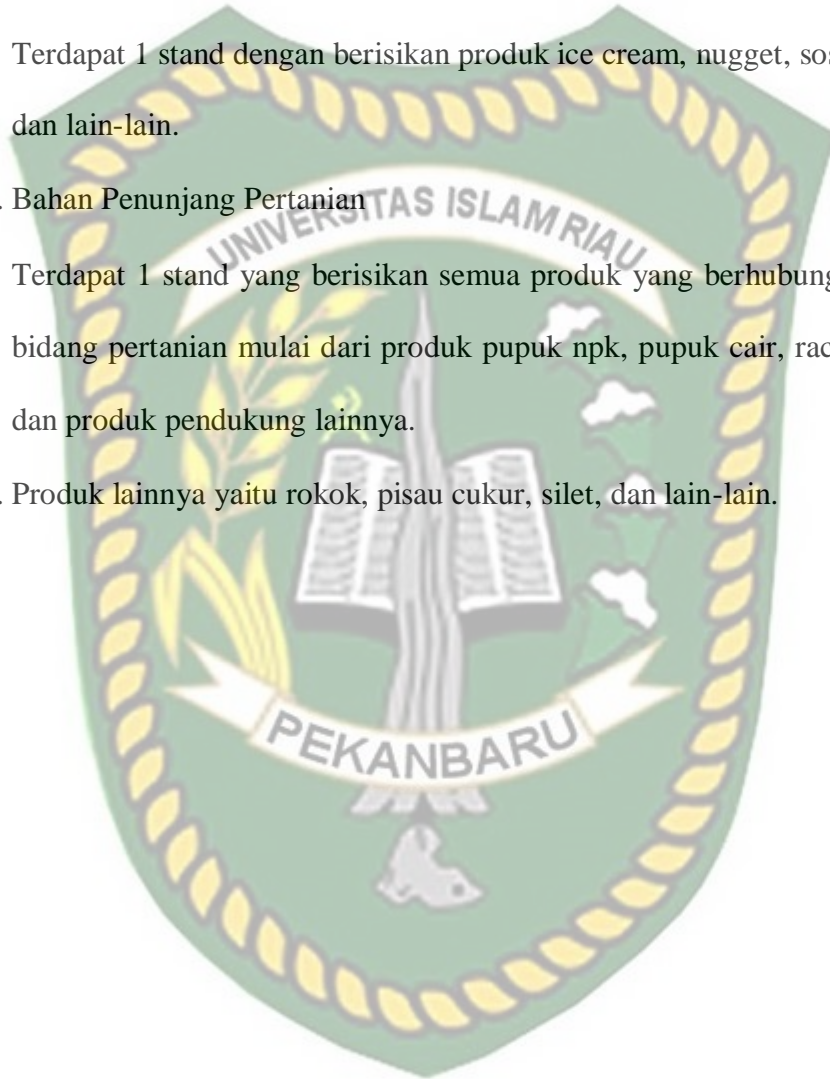 Terdapat 1 stand dengan berisikan produk ice cream, nugget,
dan lain-lain.
. Bahan Penunjang Pertanian
UNIVERSITAS ISLAM RIAU
Terdapat 1 stand yang berisikan semua produk yang
bidang pertanian mulai dari produk pupuk npk, pupuk cair,
dan produk pendukung lainnya.
. Produk lainnya yaitu rokok, pisau cukur, silet, dan lain-lain.
PEKANBARU